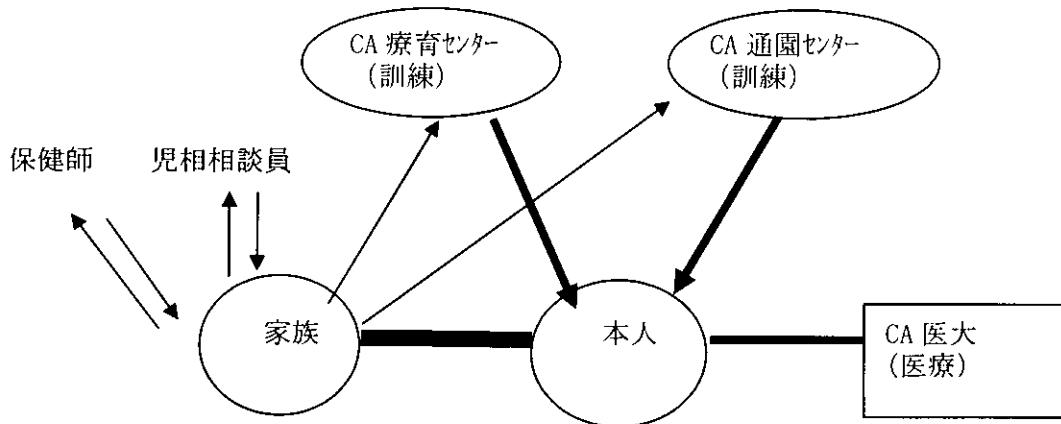 CA 療育ｾﾝﾀｰ
(訓練)
CA 通園ｾﾝﾀｰ
(訓練)
保健師
児相相談員
家族
本人
CA 医大
(医療)